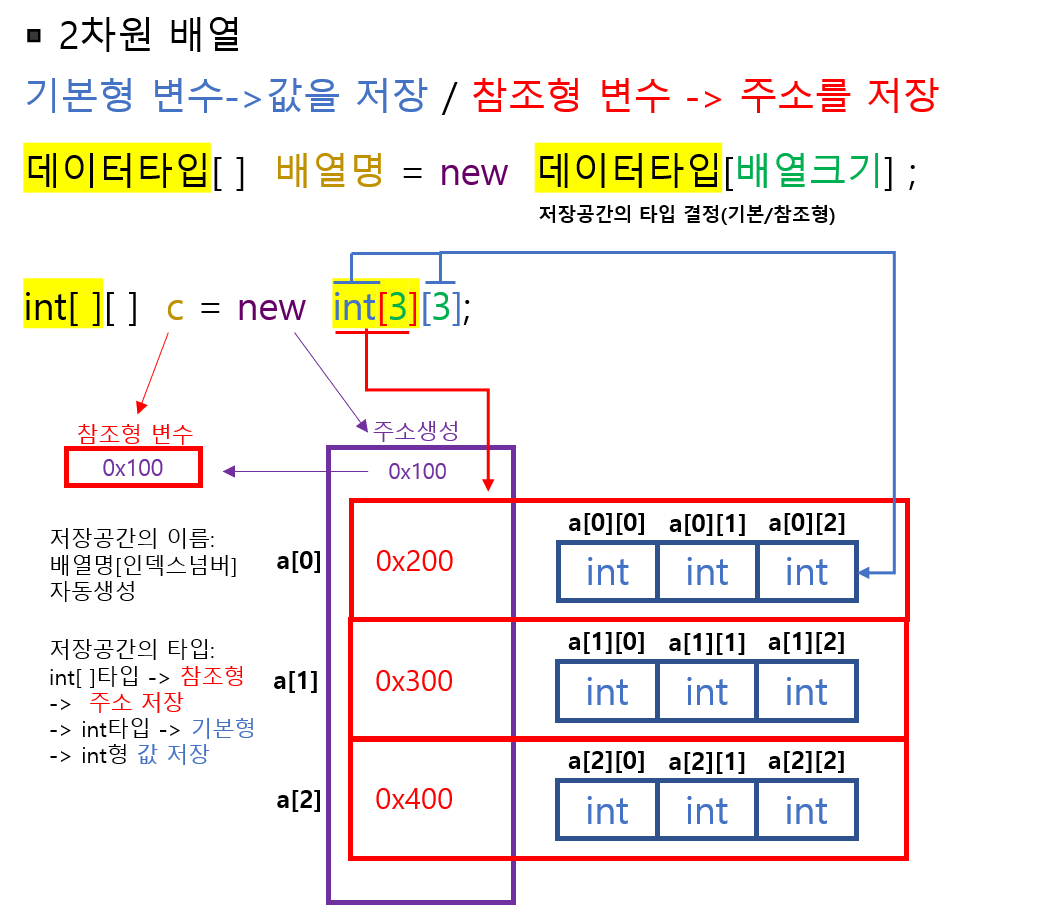 ▪ 2차원 배열
기본형 변수->값을 저장 / 참조형 변수 -> 주소를 저장
데이터타입[ ] 배열명 = new 데이터타입[배열크기] ;
저장공간의 타입 결정(기본/참조형)
int[ ][ ] c = new int[3][3];
참조형 변수
0x100
주소생성
0x100
저장공간의 이름:
배열명[인덱스넘버]
자동생성
저장공간의 타입:
int[ ]타입 -> 참조형
-> 주소 저장
-> int타입 -> 기본형
-> int형 값 저장
a[0][0] a[0][1] a[0][2]
a[0] 0x200 int int int
a[1][0] a[1][1] a[1][2]
a[1] 0x300 int int int
a[2][0] a[2][1] a[2][2]
a[2] 0x400 int int int